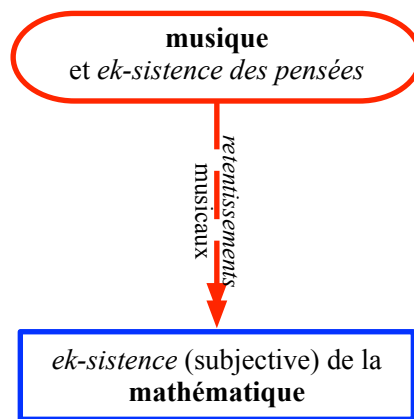 musique
et ek-sistence des pensées
retentissements
musicaux
ek-sistence (subjective) de la
mathématique